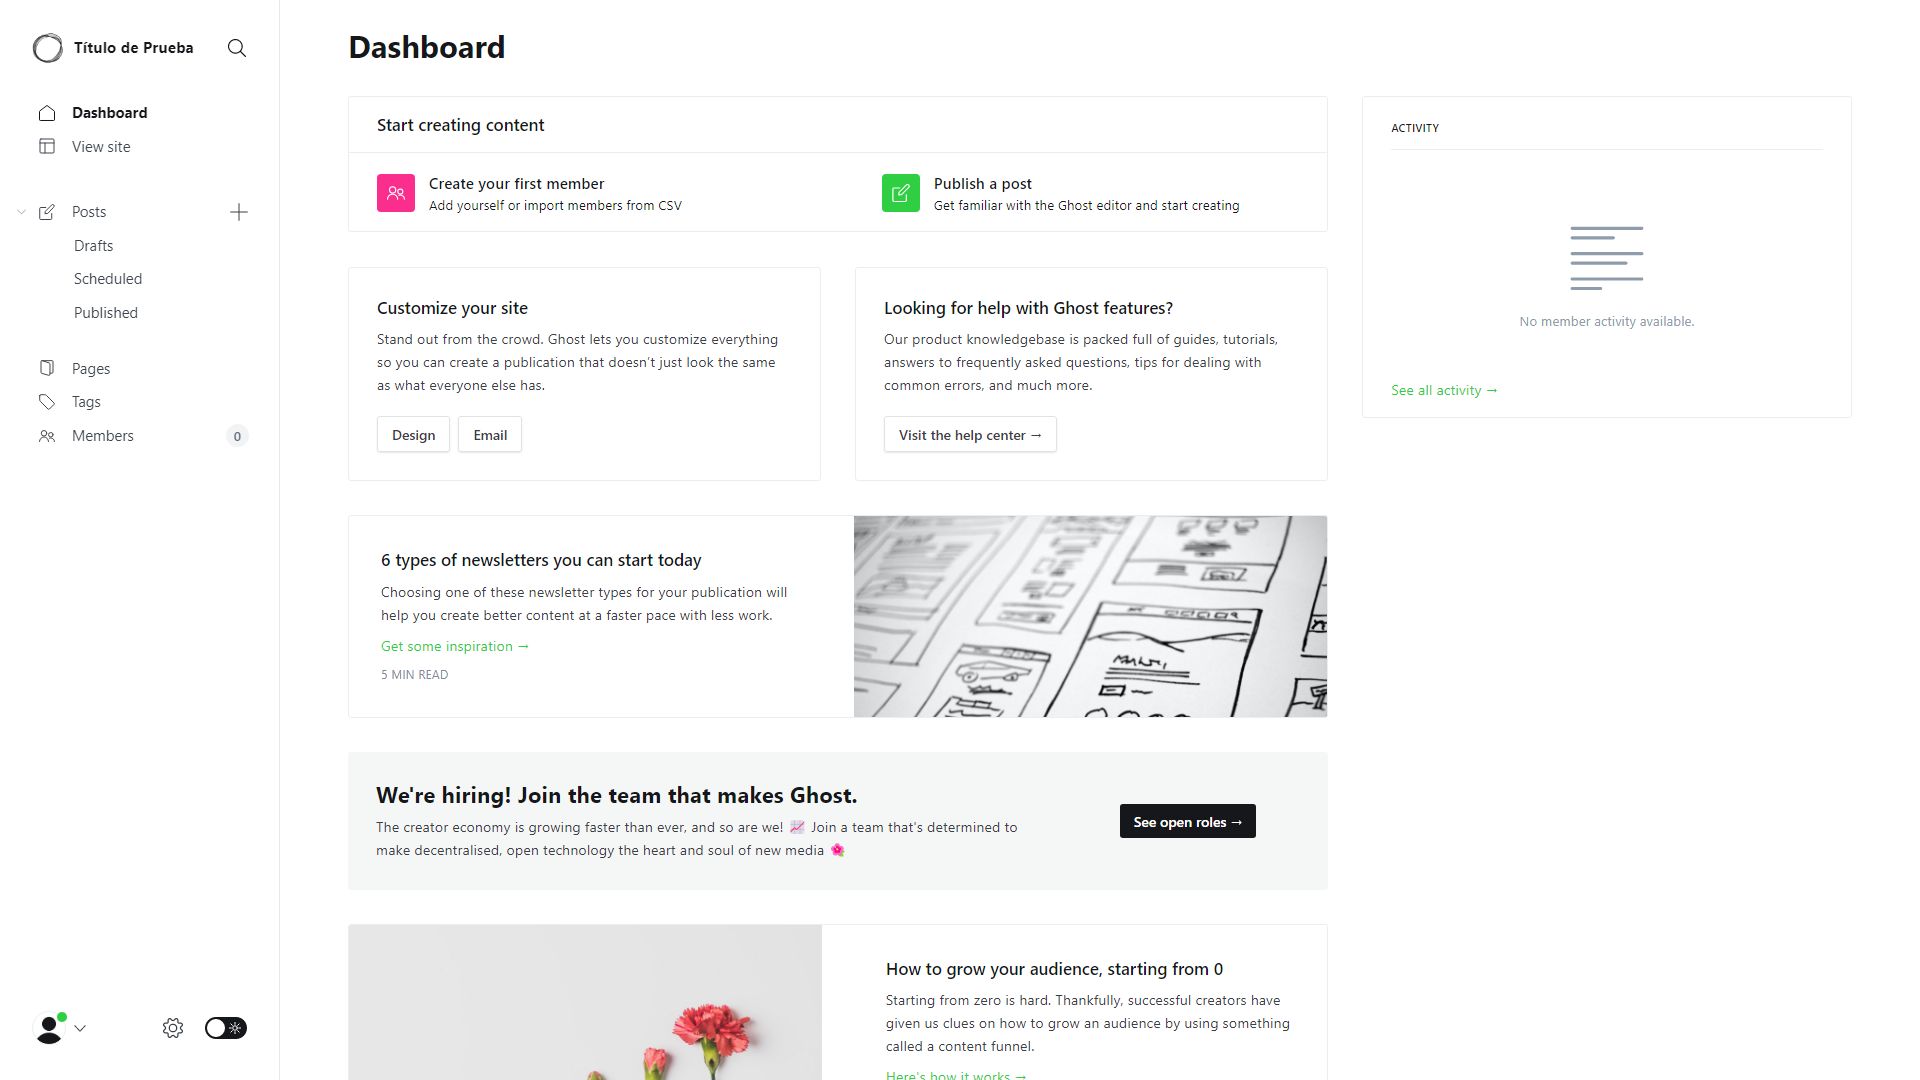 Título de Prueba
Dashboard
View site
Posts
Drafts
Scheduled
Published
Pages
Tags
Members
0
Dashboard
Start creating content
Create your first member
Add yourself or import members from CSV
Publish a post
Get familiar with the Ghost editor and start creating
Customize your site
Stand out from the crowd. Ghost lets you customize everything
so you can create a publication that doesn't just look the same
as what everyone else has.
Design
Email
Looking for help with Ghost features?
Our product knowledgebase is packed full of guides, tutorials,
answers to frequently asked questions, tips for dealing with
common errors, and much more.
Visit the help center →
6 types of newsletters you can start today
Choosing one of these newsletter types for your publication will
help you create better content at a faster pace with less work.
Get some inspiration →
5 MIN READ
We're hiring! Join the team that makes Ghost.
The creator economy is growing faster than ever, and so are we! 📈 Join a team that's determined to
make decentralised, open technology the heart and soul of new media 🌺
See open roles →
How to grow your audience, starting from 0
Starting from zero is hard. Thankfully, successful creators have
given us clues on how to grow an audience by using something
called a content funnel.
Here's how it works →
ACTIVITY
No member activity available.
See all activity →